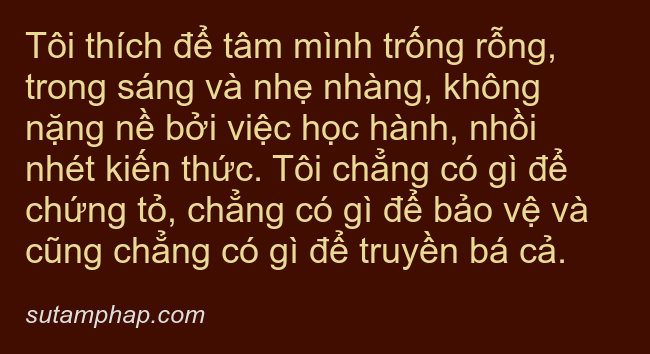 Tôi thích để tâm mình trống rỗng,
trong sáng và nhẹ nhàng, không
nặng nề bởi việc học hành, nhồi
nhét kiến thức. Tôi chẳng có gì để
chứng tỏ, chẳng có gì để bảo vệ và
cũng chẳng có gì để truyền bá cả.
sutamphap.com